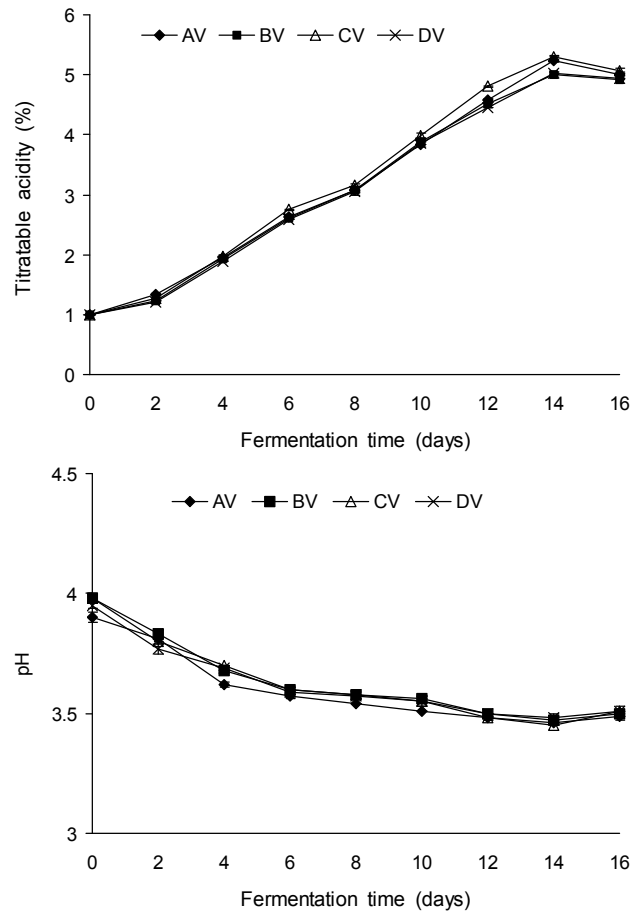 6
5
4
3
2
1
0
Titratable acidity (%)
AV BV CV DV
0 2 4 6 8 10 12 14 16
Fermentation time (days)
4.5
4
3.5
3
pH
AV BV CV DV
0 2 4 6 8 10 12 14 16
Fermentation time (days)